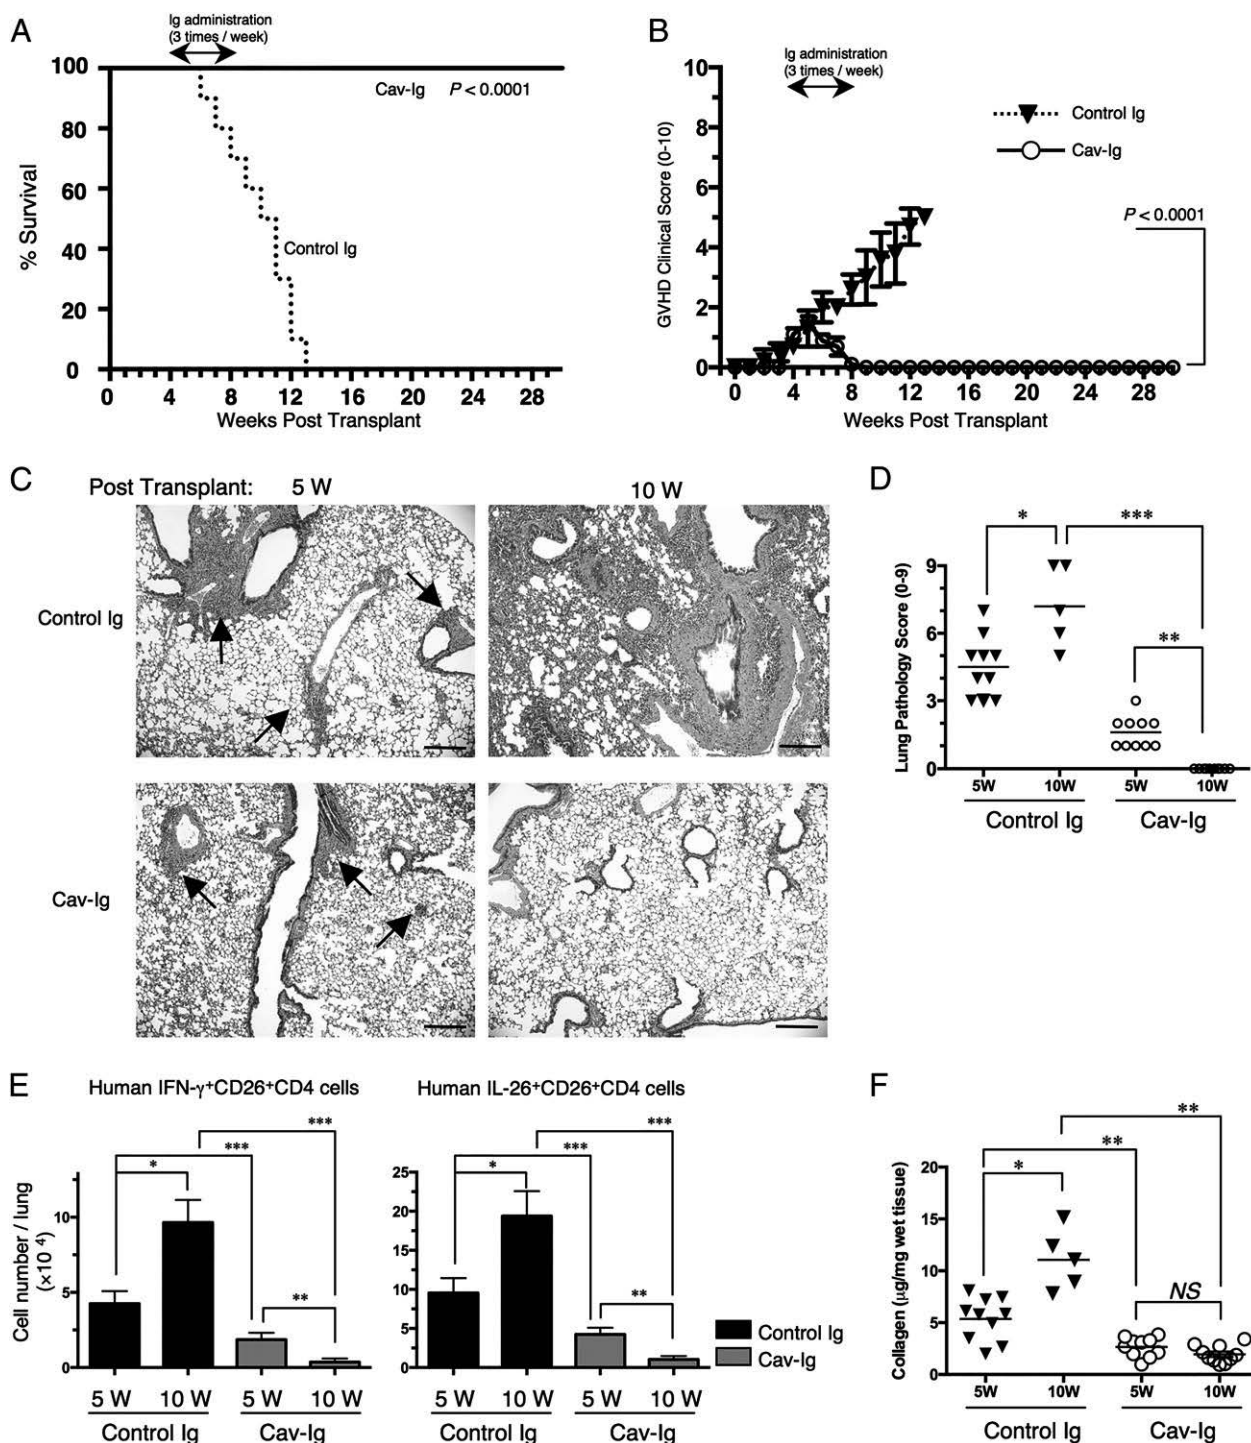 A
Ig administration
(3 times / week)
100
80
60
40
20
0
% Survival
Cav-Ig P < 0.0001
Control Ig
0 4 8 12 16 20 24 28
Weeks Post Transplant
B
Ig administration
(3 times / week)
10
8
6
4
2
0
GVHD Clinical Score (0-10)
Control Ig
Cav-Ig
P < 0.0001
0 4 8 12 16 20 24 28
Weeks Post Transplant
C
Post Transplant: 5 W 10 W
Control Ig
Cav-Ig
D
* ***
**
9
6
3
0
Lung Pathology Score (0-9)
5W 10W 5W 10W
Control Ig Cav-Ig
E
Human IFN-γ+CD26+CD4 cells
***
***
*
**
10
5
0
Cell number / lung
(×10 4)
5 W 10 W 5 W 10 W
Control Ig Cav-Ig
Human IL-26+CD26+CD4 cells
***
***
*
**
25
20
15
10
5
0
5 W 10 W 5 W 10 W
Control Ig Cav-Ig
Control Ig
Cav-Ig
F
**
**
*
NS
20
15
10
5
0
Collagen (μg/mg wet tissue)
5W 10W 5W 10W
Control Ig Cav-Ig